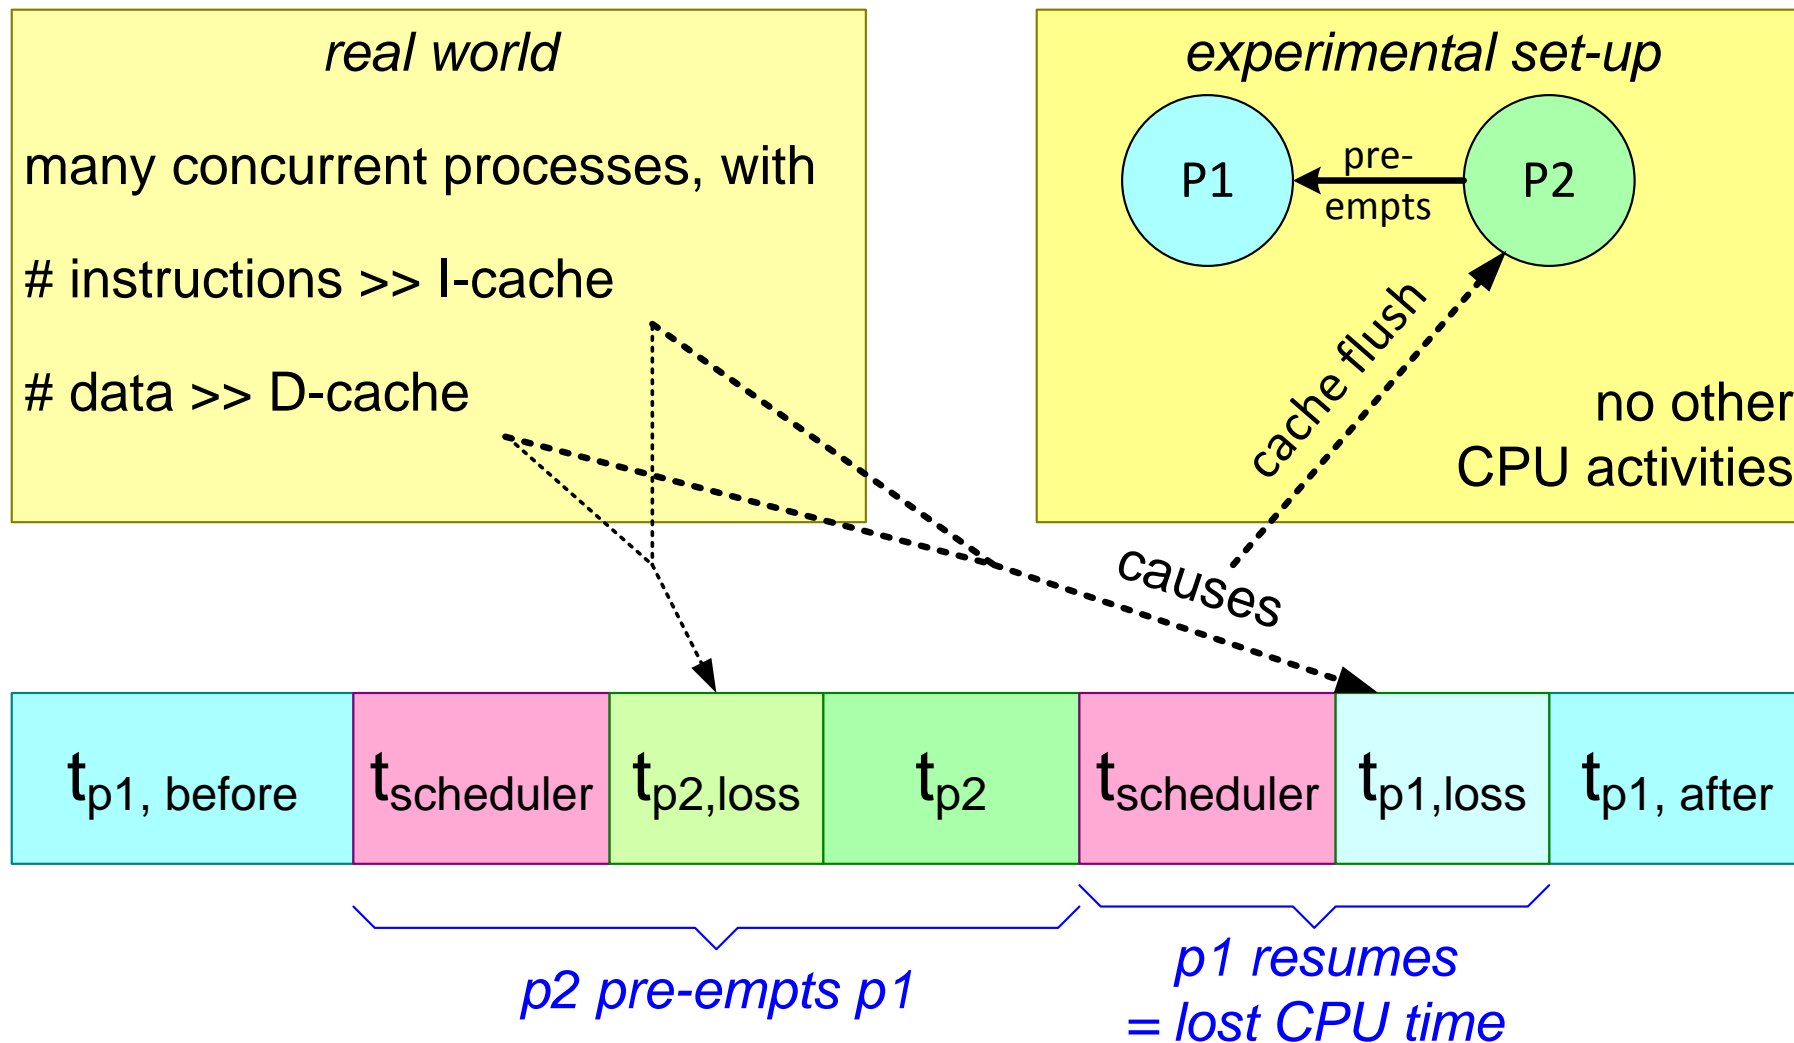 real world
many concurrent processes, with
# instructions >> I-cache
# data >> D-cache
experimental set-up
P1
pre-
empts
P2
cache flush
no other
CPU activities
causes
tp1, before
tscheduler
tp2,loss
tp2
tscheduler
tp1,loss
tp1, after
p2 pre-empts p1
p1 resumes
= lost CPU time